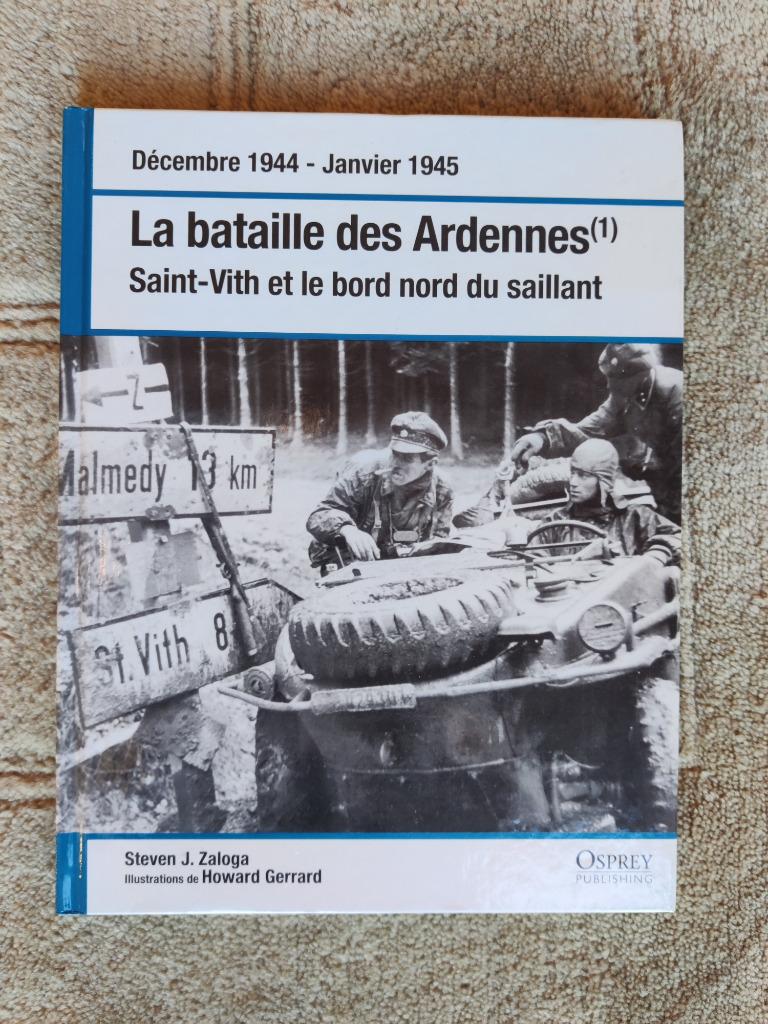 Décembre 1944 - Janvier 1945
La bataille des Ardennes(1)
Saint-Vith et le bord nord du saillant
Z
Malmedy 13 km
St. Vith 8
Steven J. Zaloga
Illustrations de Howard Gerrard
OSPREY
PUBLISHING